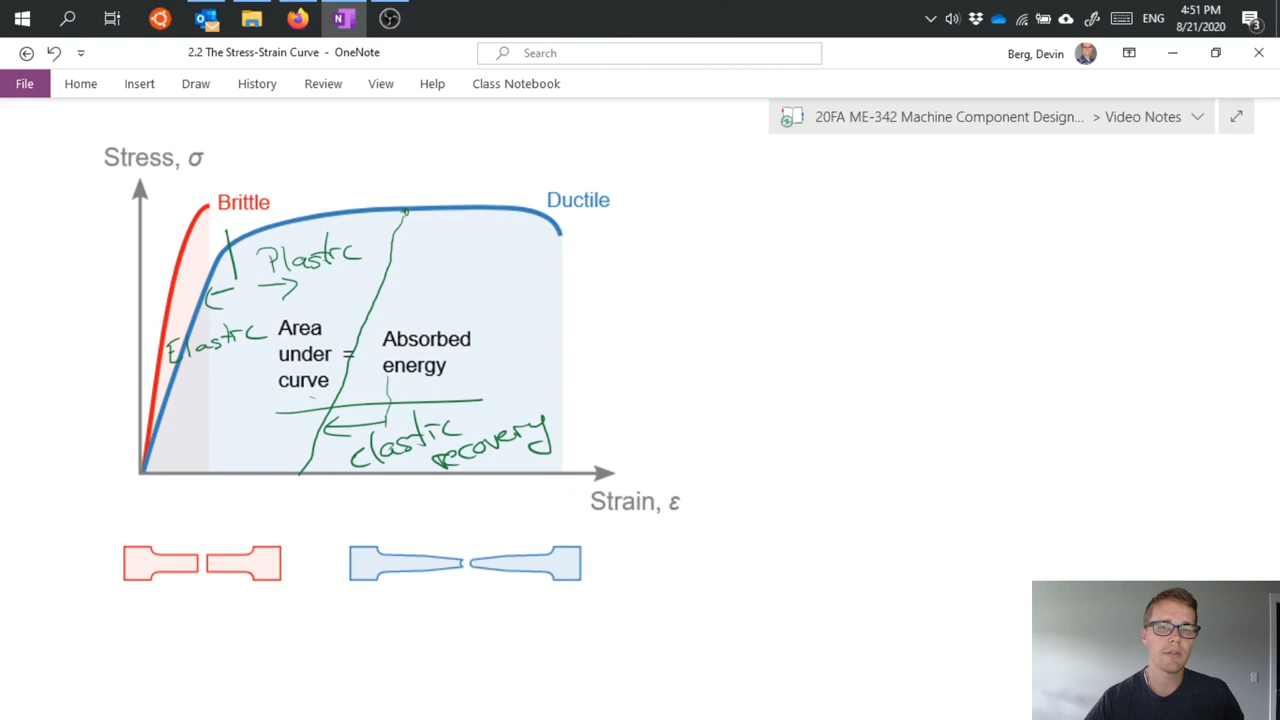 4:51 PM
ENG
8/21/2020
3
2.2 The Stress-Strain Curve - OneNote
Search
Berg, Devin
File Home Insert Draw History Review View Help Class Notebook
20FA ME-342 Machine Component Design... > Video Notes
Stress, σ
Brittle
Ductile
Plastic
Elastic
Area
under
curve
=
Absorbed
energy
elastic
recovery
Strain, ε